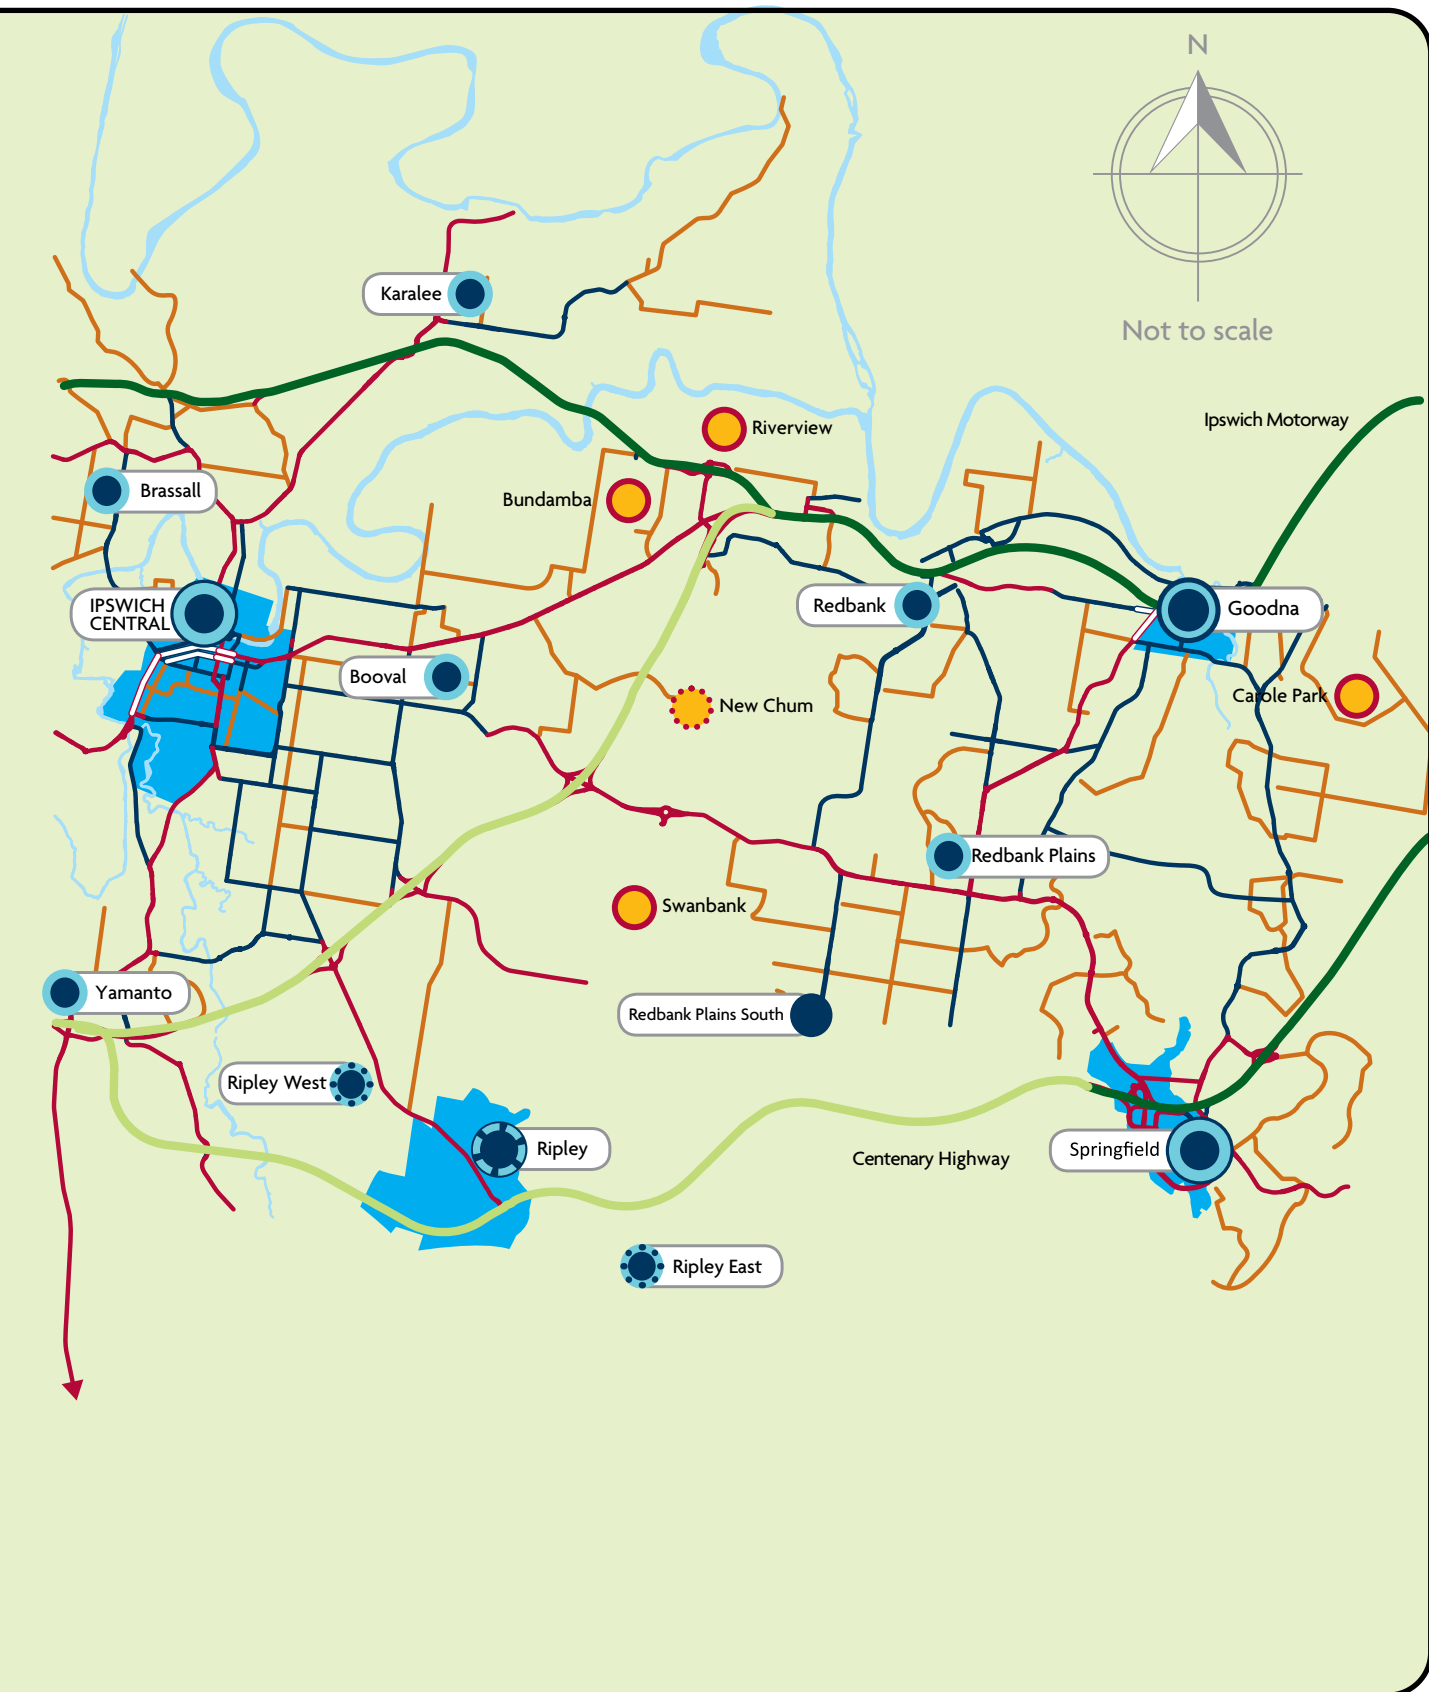 N
Not to scale
Karalee
Ipswich Motorway
Riverview
Brassall
Bundamba
IPSWICH
CENTRAL
Redbank
Goodna
Booval
New Chum
Carole Park
Redbank Plains
Swanbank
Yamanto
Redbank Plains South
Ripley West
Ripley
Springfield
Centenary Highway
Ripley East